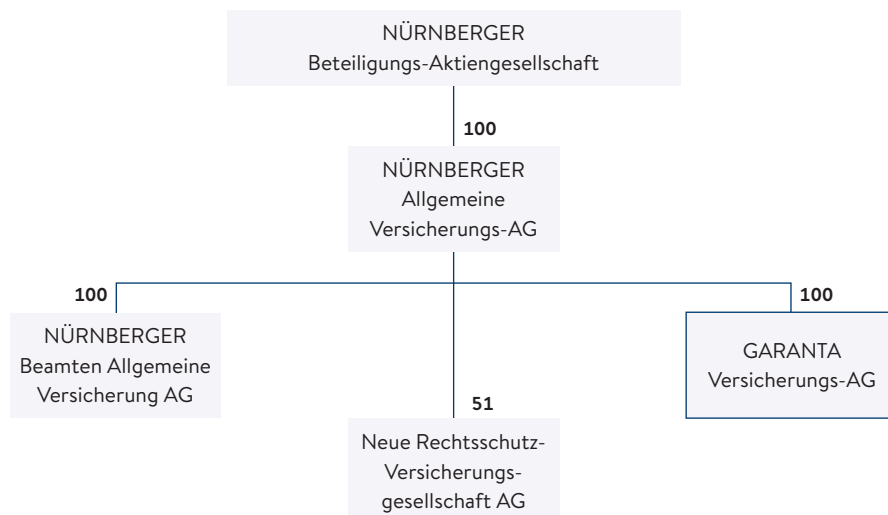 NÜRNBERGER
Beteiligungs-Aktiengesellschaft
100
NÜRNBERGER
Allgemeine
Versicherungs-AG
100
NÜRNBERGER
Beamten Allgemeine
Versicherung AG
51
Neue Rechtsschutz-
Versicherungs-
gesellschaft AG
100
GARANTA
Versicherungs-AG